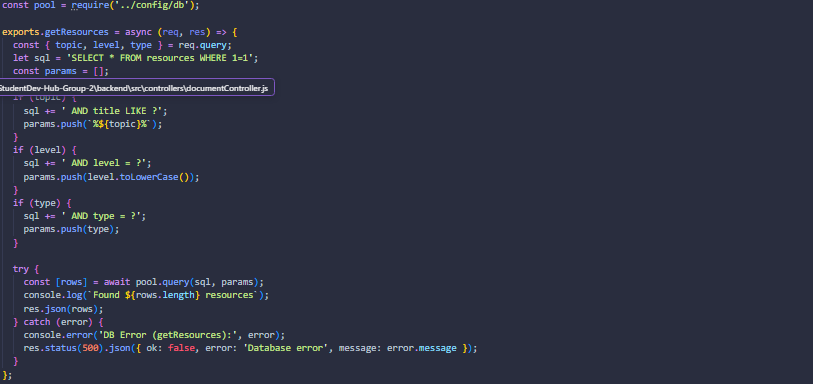 const pool = require('../config/db');
exports.getResources = async (req, res) => {
const { topic, level, type } = req.query;
let sql = 'SELECT * FROM resources WHERE 1=1';
const params = [];
StudentDev-Hub-Group-2\backend\src\controllers\documentController.js
if (topic) {
sql += ' AND title LIKE ?';
params.push(`%${topic}%`);
}
if (level) {
sql += ' AND level = ?';
params.push(level.toLowerCase());
}
if (type) {
sql += ' AND type = ?';
params.push(type);
}
try {
const [rows] = await pool.query(sql, params);
console.log(`Found ${rows.length} resources`);
res.json(rows);
} catch (error) {
console.error('DB Error (getResources):', error);
res.status(500).json({ ok: false, error: 'Database error', message: error.message });
}
};